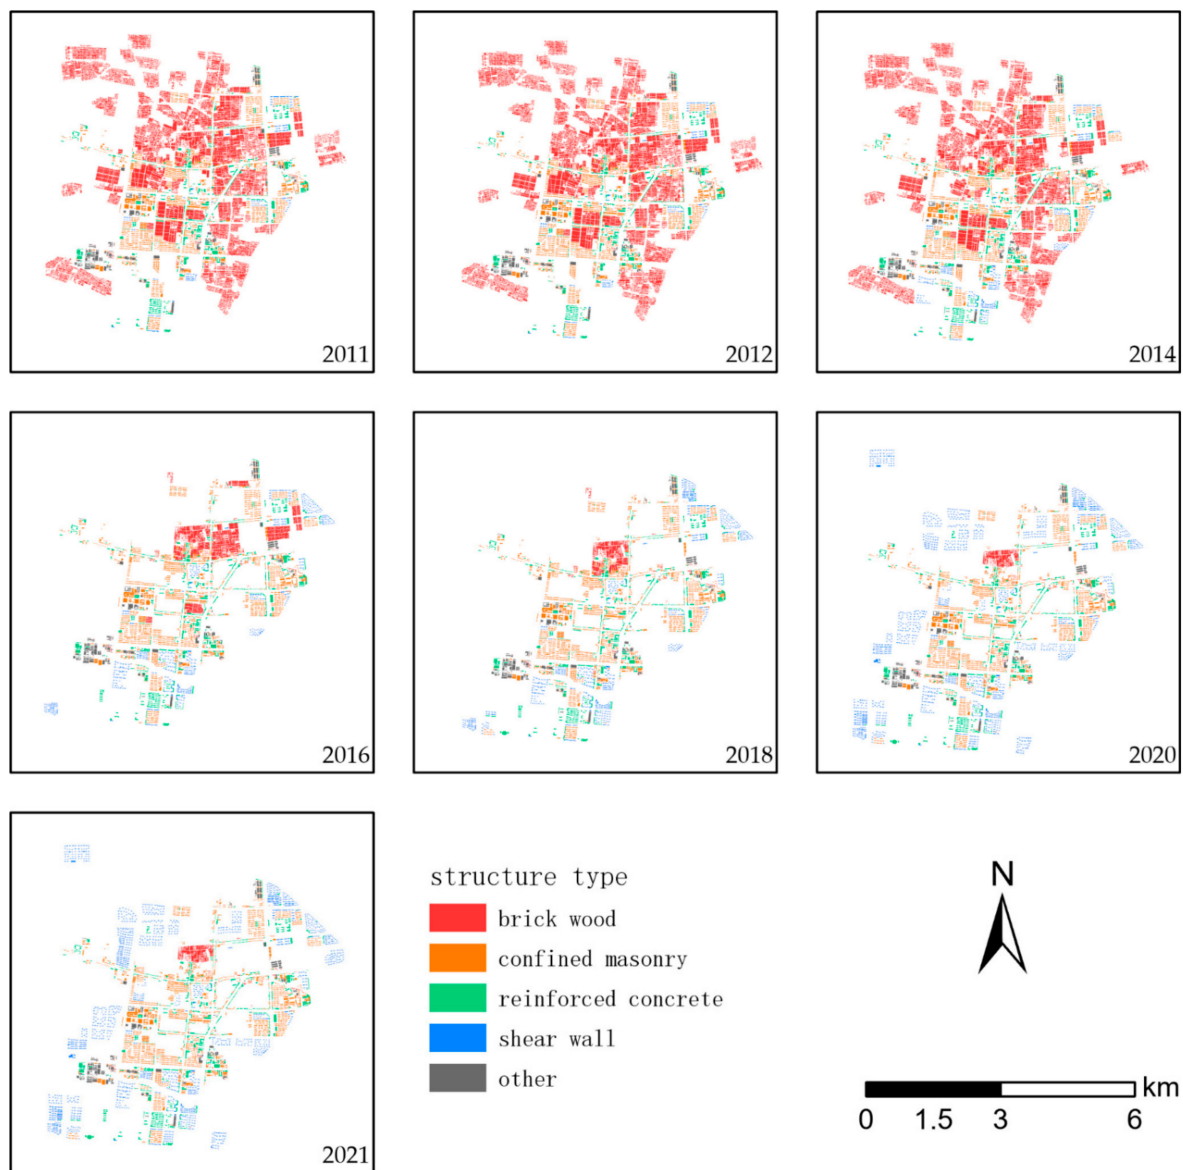 2011
2012
2014
2016
2018
2020
2021
structure type
brick wood
confined masonry
reinforced concrete
shear wall
other
N
km
0 1.5 3 6